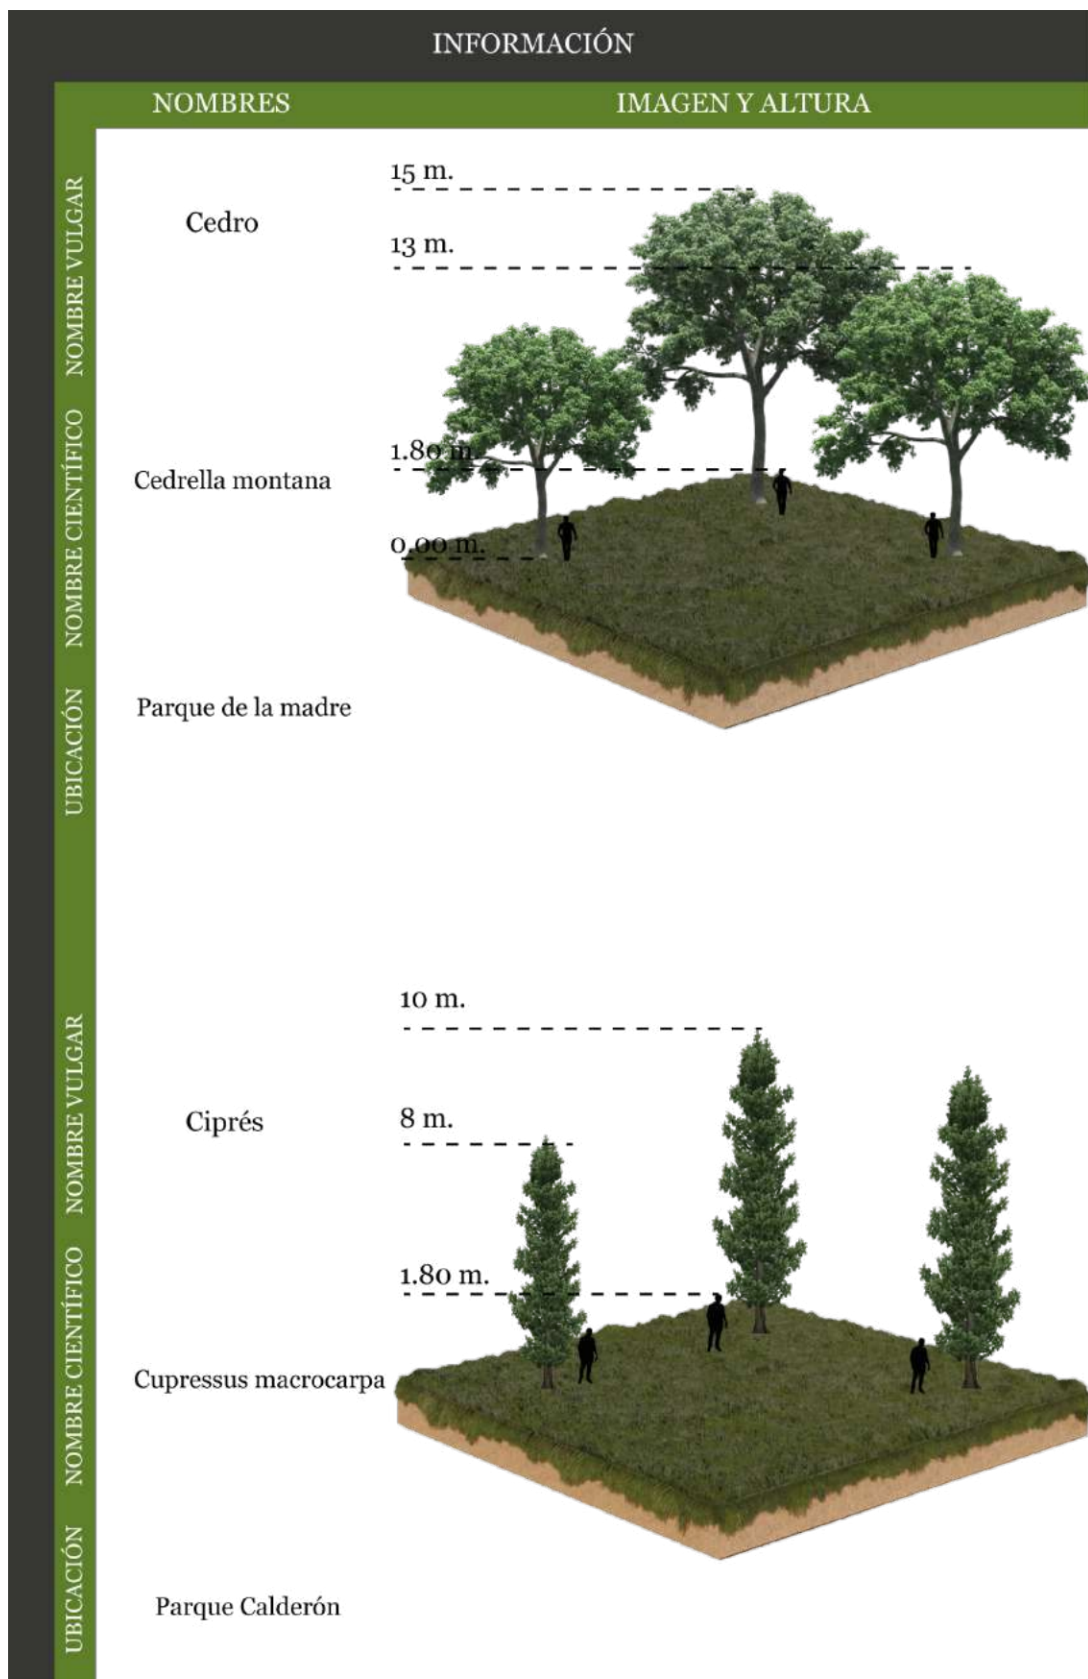 INFORMACIÓN
NOMBRES
IMAGEN Y ALTURA
NOMBRE VULGAR
Cedro
15 m.
13 m.
NOMBRE CIENTÍFICO
Cedrella montana
1.80 m.
0.00 m.
UBICACIÓN
Parque de la madre
NOMBRE VULGAR
Ciprés
10 m.
8 m.
1.80 m.
NOMBRE CIENTÍFICO
Cupressus macrocarpa
UBICACIÓN
Parque Calderón